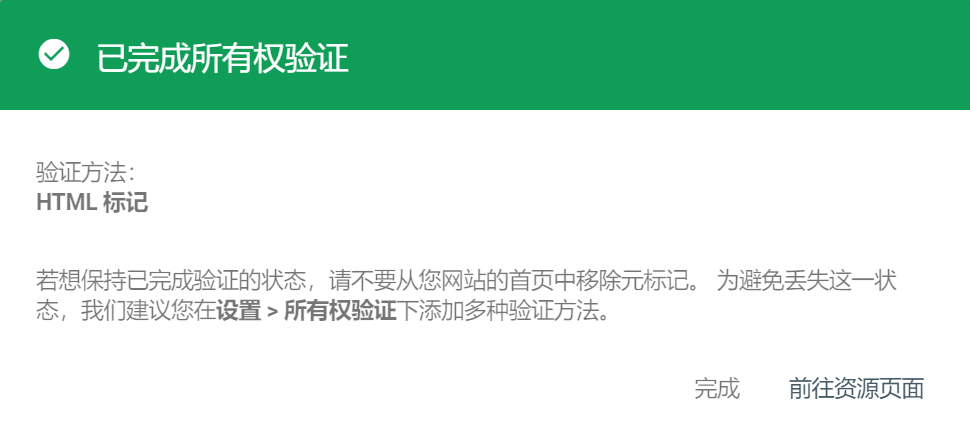 已完成所有权验证
验证方法：
HTML 标记
若想保持已完成验证的状态，请不要从您网站的首页中移除元标记。 为避免丢失这一状
态，我们建议您在设置 > 所有权验证下添加多种验证方法。
完成 前往资源页面